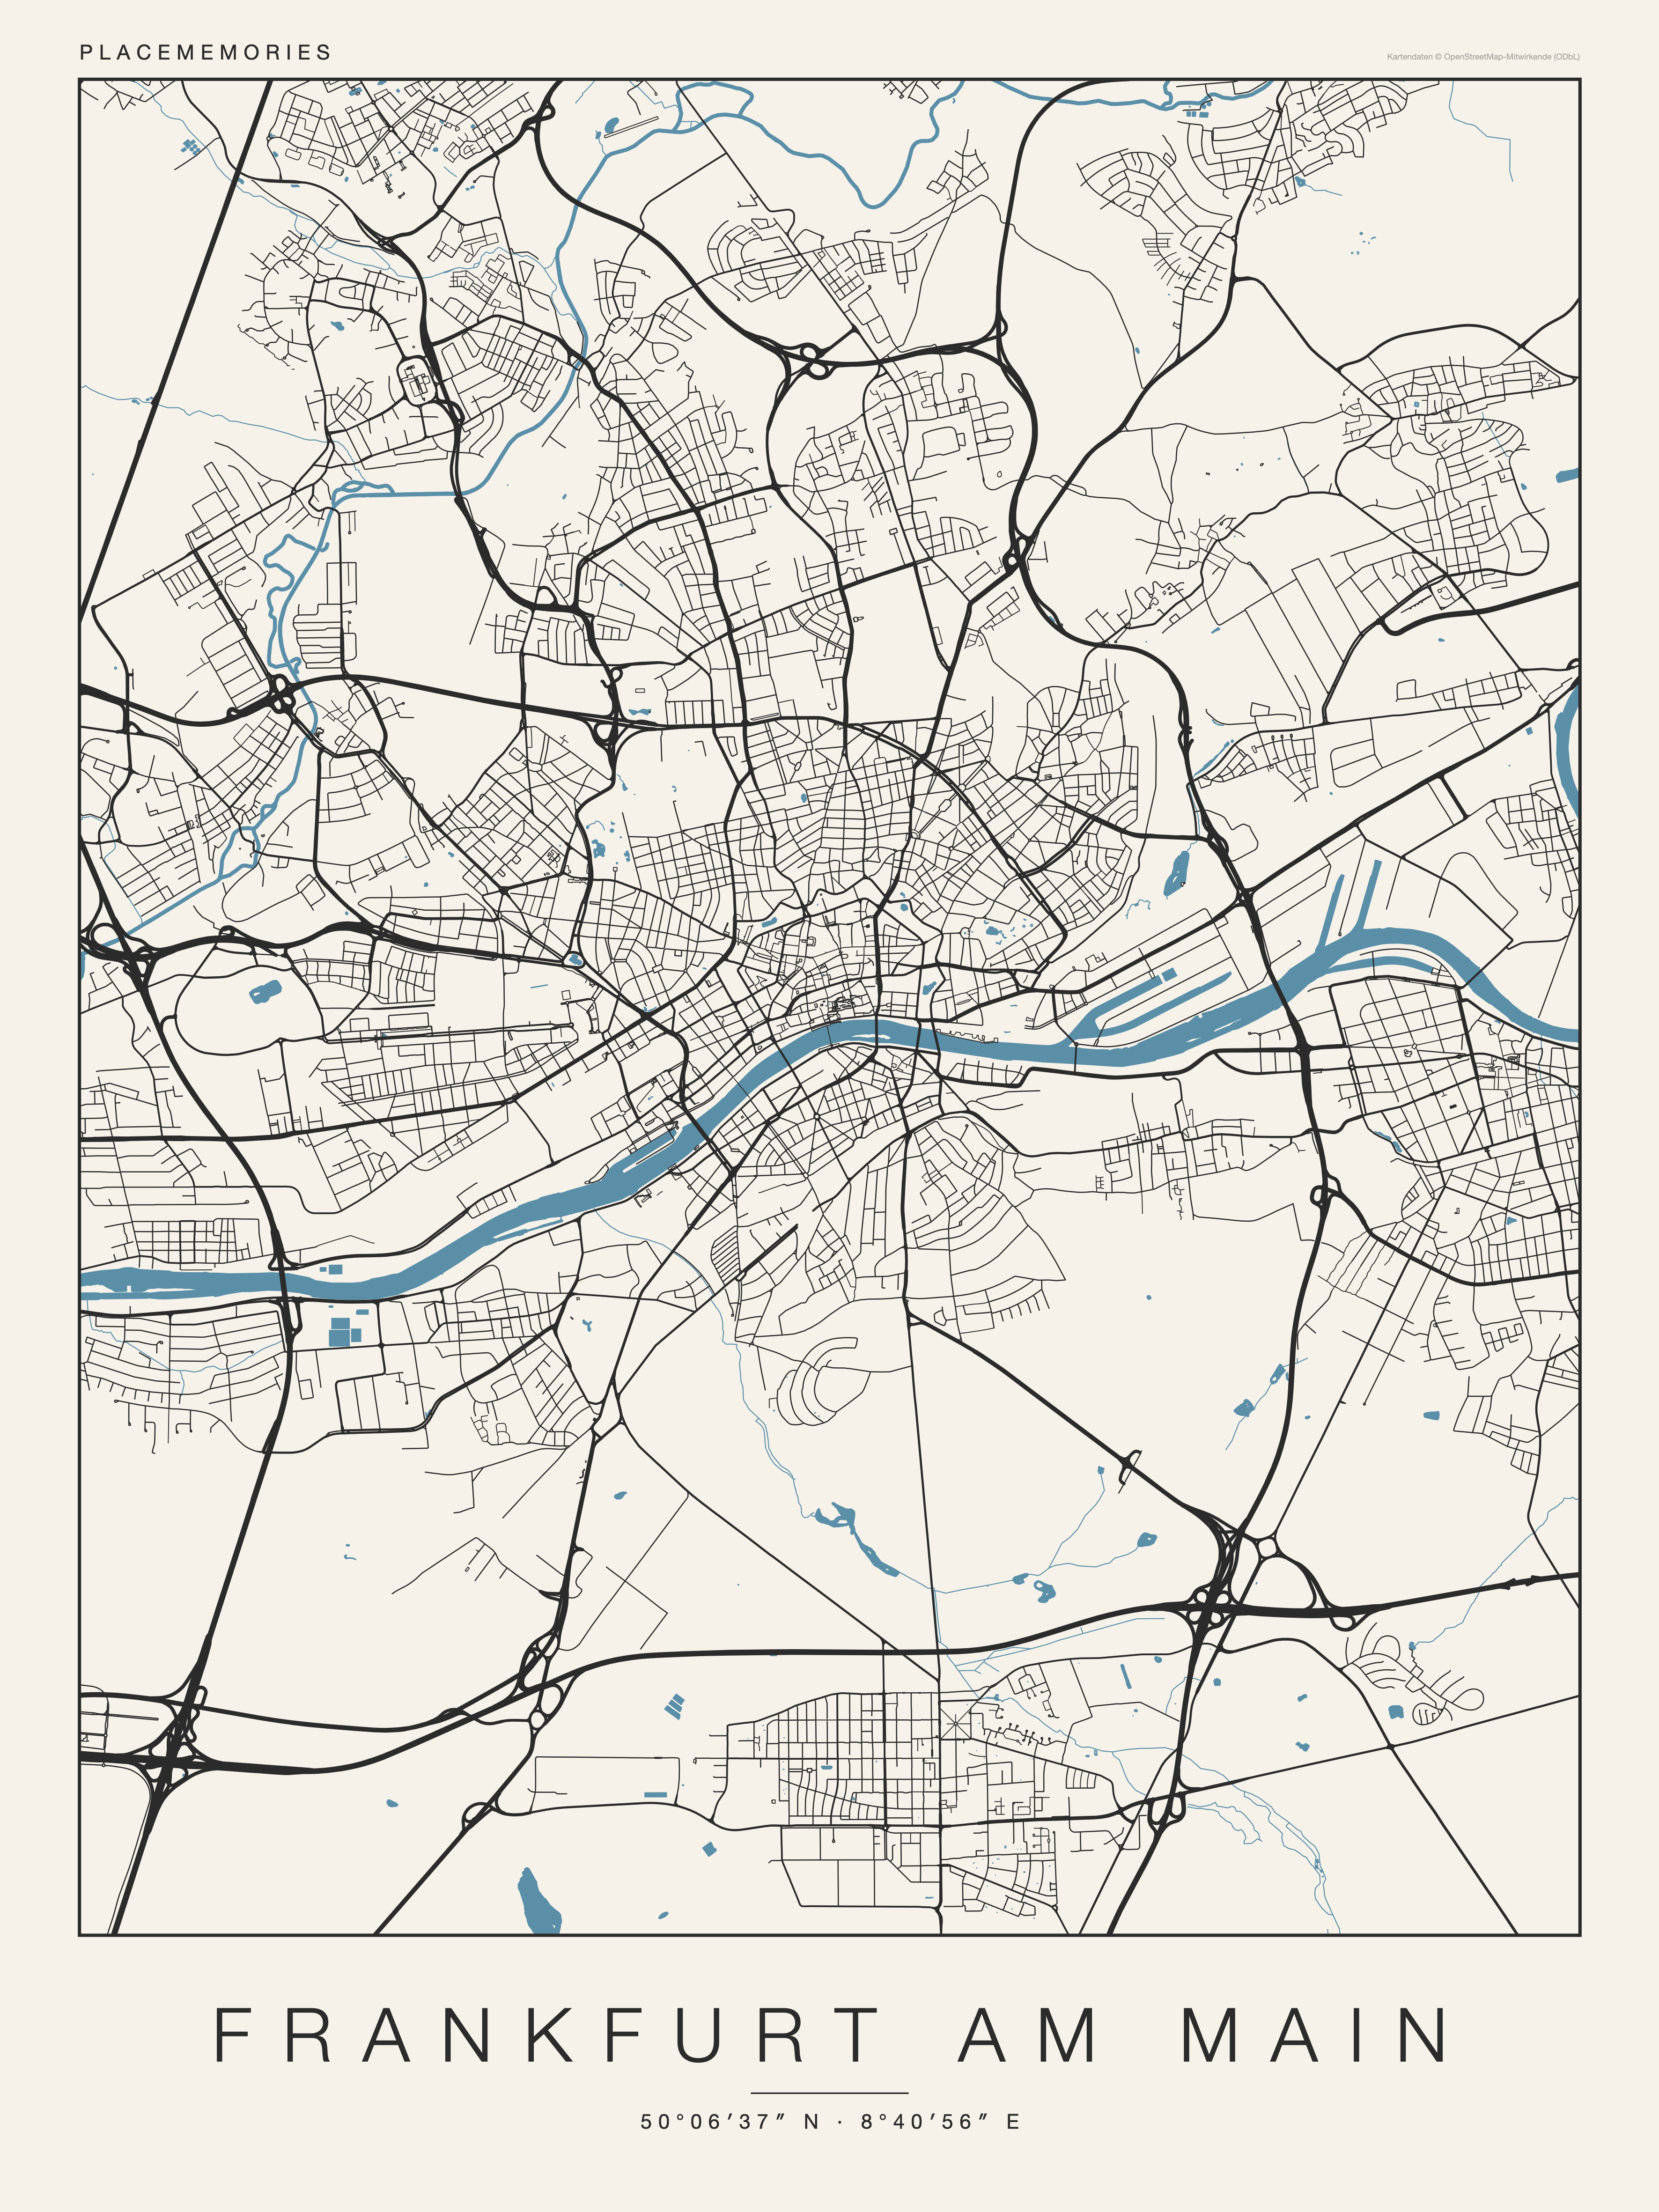 PLACEMEMORIES
Kartendaten © OpenStreetMap-Mitwirkende (ODbL)
FRANKFURT AM MAIN
50°06′37″ N · 8°40′56″ E